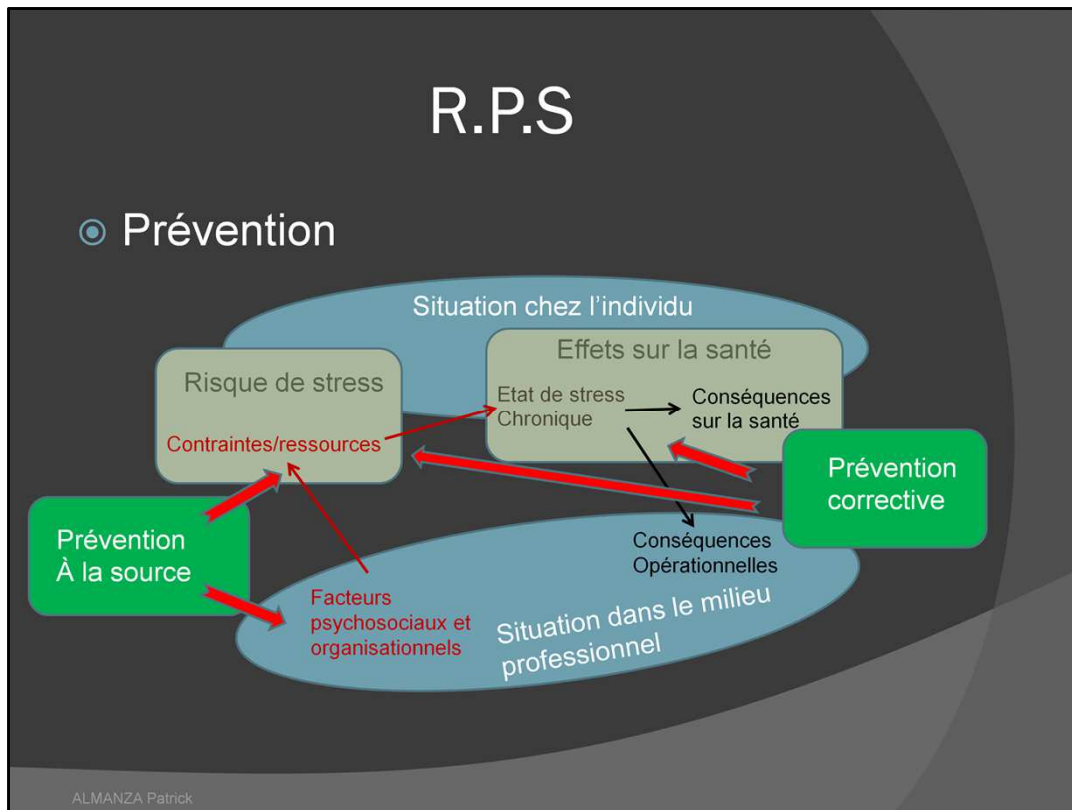 R.P.S
Prévention
Situation chez l'individu
Risque de stress
Contraintes/ressources
Effets sur la santé
Etat de stress
Chronique
Conséquences
sur la santé
Prévention
corrective
Prévention
À la source
Conséquences
Opérationnelles
Facteurs
psychosociaux et
organisationnels
Situation dans le milieu
professionnel
ALMANZA Patrick